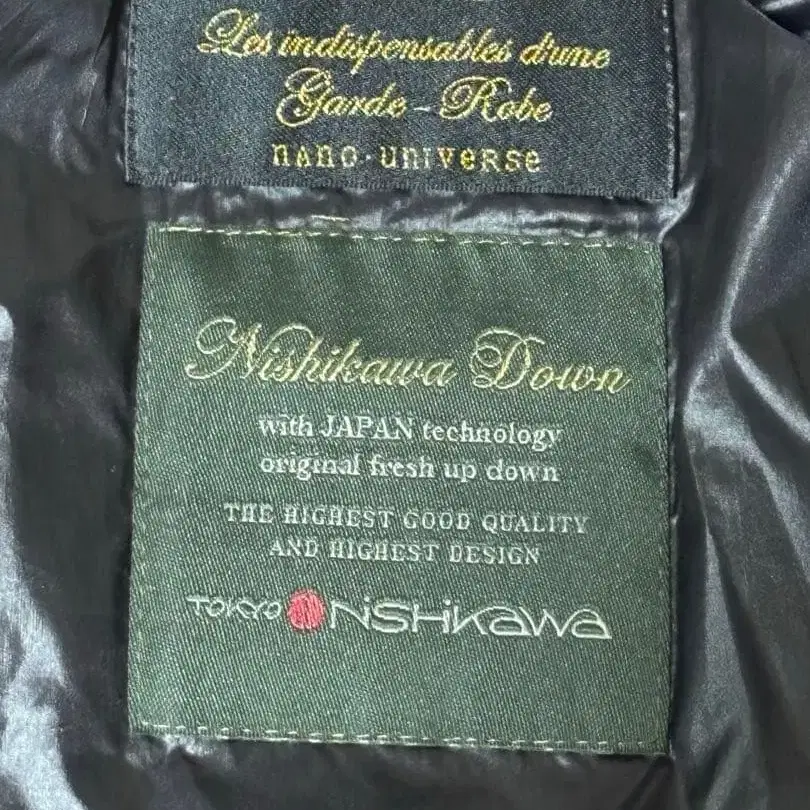 Les indispensables d'une
Garde-Robe
nano·universe
Nishikawa Down
with JAPAN technology
original fresh up down
THE HIGHEST GOOD QUALITY
AND HIGHEST DESIGN
TOKYO NiSHiKaWa